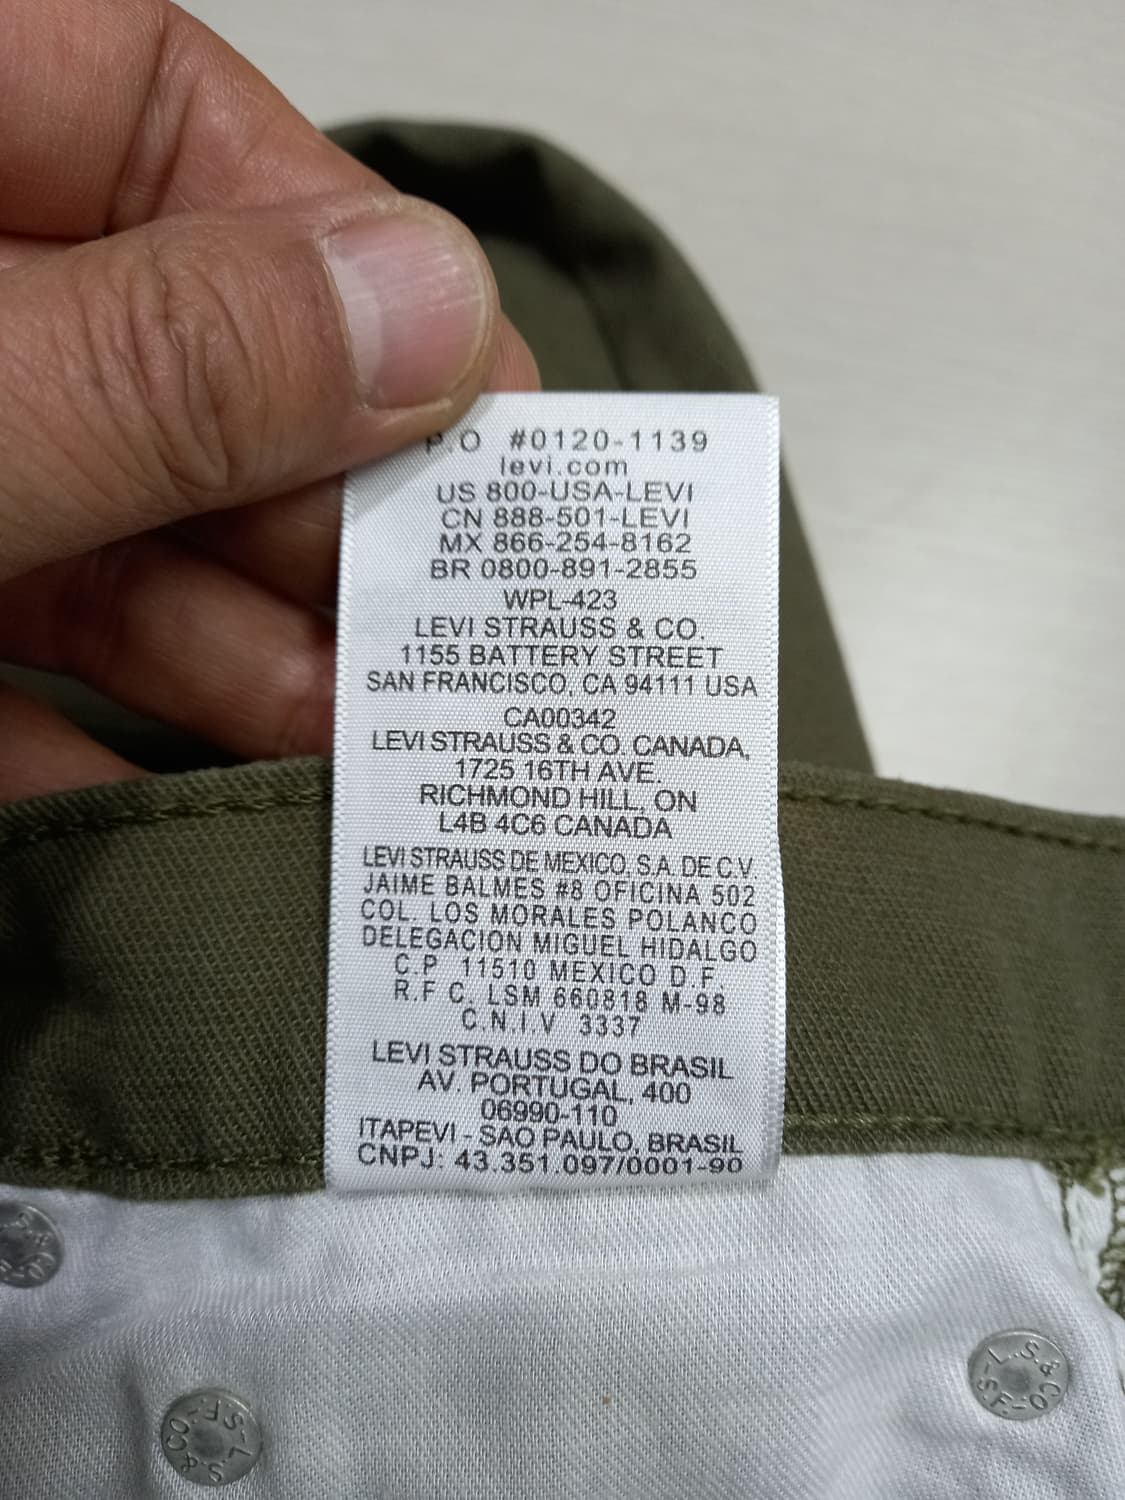 P.O #0120-1139
levi.com
US 800-USA-LEVI
CN 888-501-LEVI
MX 866-254-8162
BR 0800-891-2855
WPL-423
LEVI STRAUSS & CO.
1155 BATTERY STREET
SAN FRANCISCO, CA 94111 USA
CA00342
LEVI STRAUSS & CO. CANADA,
1725 16TH AVE.
RICHMOND HILL, ON
L4B 4C6 CANADA
LEVI STRAUSS DE MEXICO, S.A. DE C.V.
JAIME BALMES #8 OFICINA 502
COL. LOS MORALES POLANCO
DELEGACION MIGUEL HIDALGO
C.P. 11510 MEXICO D.F.
R.F.C. LSM 660818 M-98
C.N.I.V 3337
LEVI STRAUSS DO BRASIL
AV. PORTUGAL, 400
06990-110
ITAPEVI - SAO PAULO, BRASIL
CNPJ: 43.351.097/0001-90
L.S.&CO-S.F.-
L.S.&CO-SF-